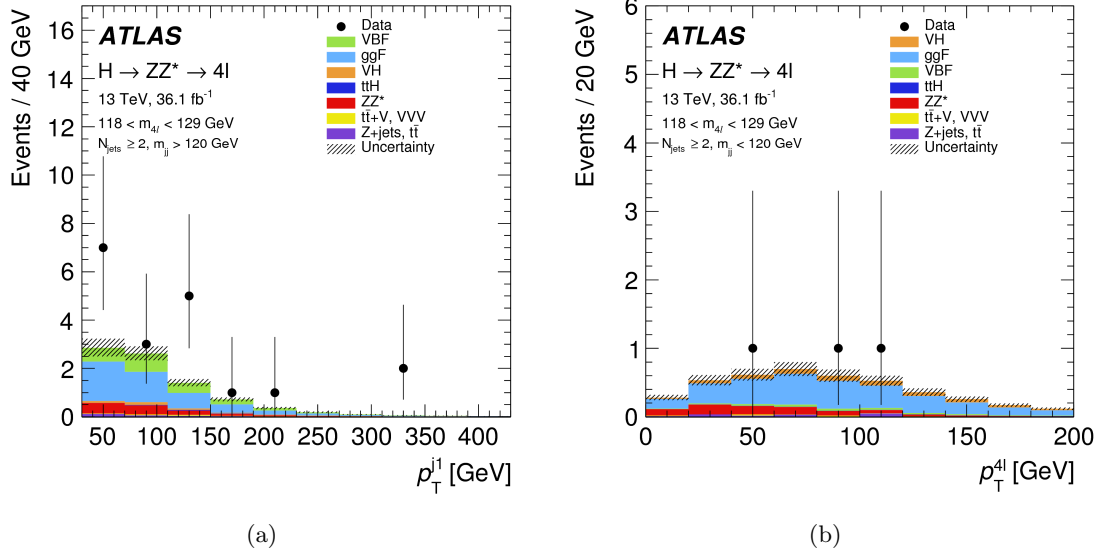 Events / 40 GeV
16
14
12
10
8
6
4
2
0
ATLAS
H → ZZ* → 4l
13 TeV, 36.1 fb⁻¹
118 < m₄ₗ < 129 GeV
N_jets ≥ 2, m_jj > 120 GeV
Data
VBF
ggF
VH
ttH
ZZ*
tt̄+V, VVV
Z+jets, tt̄
Uncertainty
50 100 150 200 250 300 350 400
p_T^j1 [GeV]
(a)
Events / 20 GeV
6
5
4
3
2
1
0
ATLAS
H → ZZ* → 4l
13 TeV, 36.1 fb⁻¹
118 < m₄ₗ < 129 GeV
N_jets ≥ 2, m_jj < 120 GeV
Data
VH
ggF
VBF
ttH
ZZ*
tt̄+V, VVV
Z+jets, tt̄
Uncertainty
0 50 100 150 200
p_T^4l [GeV]
(b)